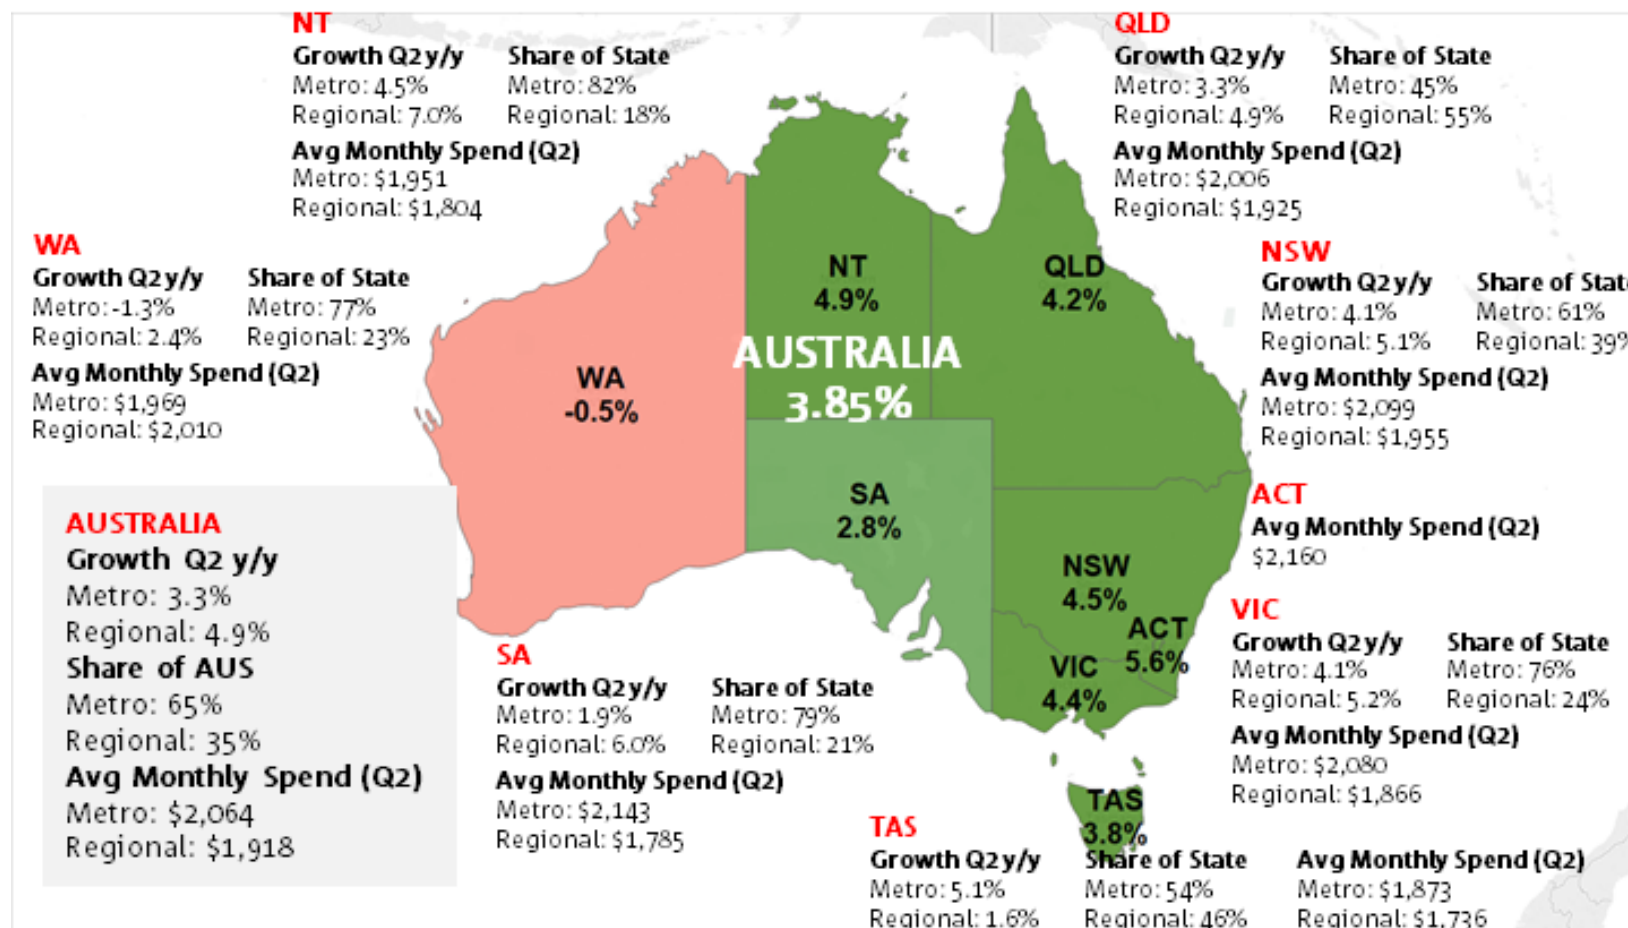 NT
Growth Q2 y/y Share of State
Metro: 4.5% Metro: 82%
Regional: 7.0% Regional: 18%
Avg Monthly Spend (Q2)
Metro: $1,951
Regional: $1,804
QLD
Growth Q2 y/y Share of State
Metro: 3.3% Metro: 45%
Regional: 4.9% Regional: 55%
Avg Monthly Spend (Q2)
Metro: $2,006
Regional: $1,925
WA
Growth Q2 y/y Share of State
Metro: -1.3% Metro: 77%
Regional: 2.4% Regional: 23%
Avg Monthly Spend (Q2)
Metro: $1,969
Regional: $2,010
NSW
Growth Q2 y/y Share of State
Metro: 4.1% Metro: 61%
Regional: 5.1% Regional: 39%
Avg Monthly Spend (Q2)
Metro: $2,099
Regional: $1,955
NT
4.9%
QLD
4.2%
AUSTRALIA
3.85%
WA
-0.5%
SA
2.8%
NSW
4.5%
ACT
5.6%
VIC
4.4%
TAS
3.8%
ACT
Avg Monthly Spend (Q2)
$2,160
AUSTRALIA
Growth Q2 y/y
Metro: 3.3%
Regional: 4.9%
Share of AUS
Metro: 65%
Regional: 35%
Avg Monthly Spend (Q2)
Metro: $2,064
Regional: $1,918
SA
Growth Q2 y/y Share of State
Metro: 1.9% Metro: 79%
Regional: 6.0% Regional: 21%
Avg Monthly Spend (Q2)
Metro: $2,143
Regional: $1,785
VIC
Growth Q2 y/y Share of State
Metro: 4.1% Metro: 76%
Regional: 5.2% Regional: 24%
Avg Monthly Spend (Q2)
Metro: $2,080
Regional: $1,866
TAS
Growth Q2 y/y Share of State Avg Monthly Spend (Q2)
Metro: 5.1% Metro: 54% Metro: $1,873
Regional: 1.6% Regional: 46% Regional: $1,736